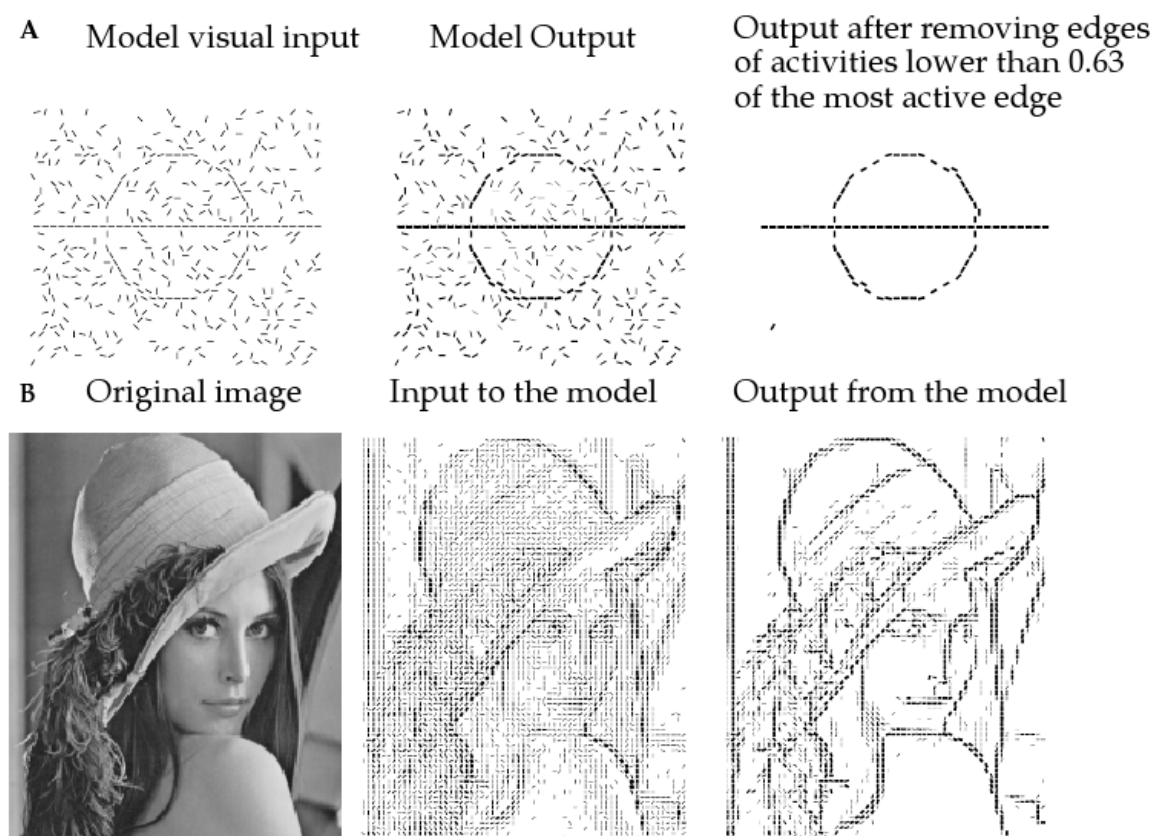 A
Model visual input
Model Output
Output after removing edges
of activities lower than 0.63
of the most active edge
B
Original image
Input to the model
Output from the model